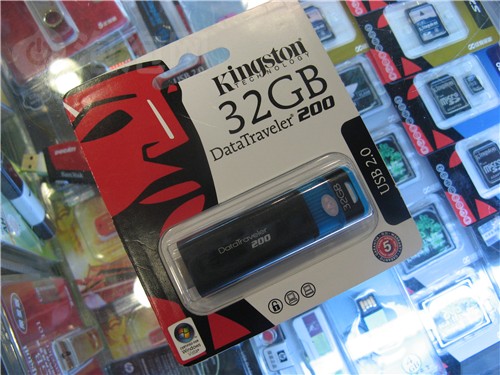 Kingston
TECHNOLOGY
32GB
DataTraveler 200
USB 2.0
32GB
DataTraveler
200
5